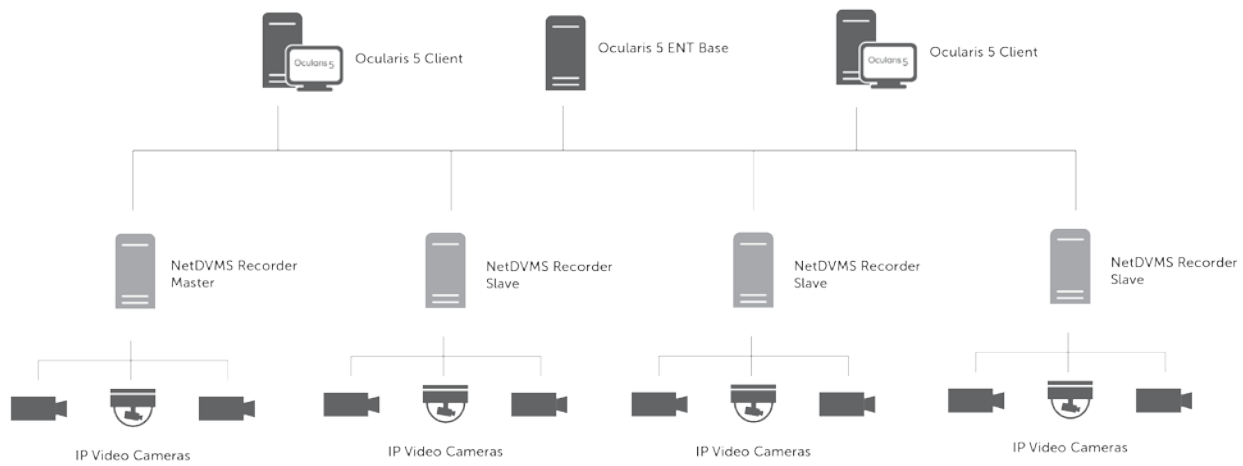 Ocularis 5
Ocularis 5 Client
Ocularis 5 ENT Base
Ocularis 5
Ocularis 5 Client
NetDVMS Recorder
Master
NetDVMS Recorder
Slave
NetDVMS Recorder
Slave
NetDVMS Recorder
Slave
IP Video Cameras
IP Video Cameras
IP Video Cameras
IP Video Cameras